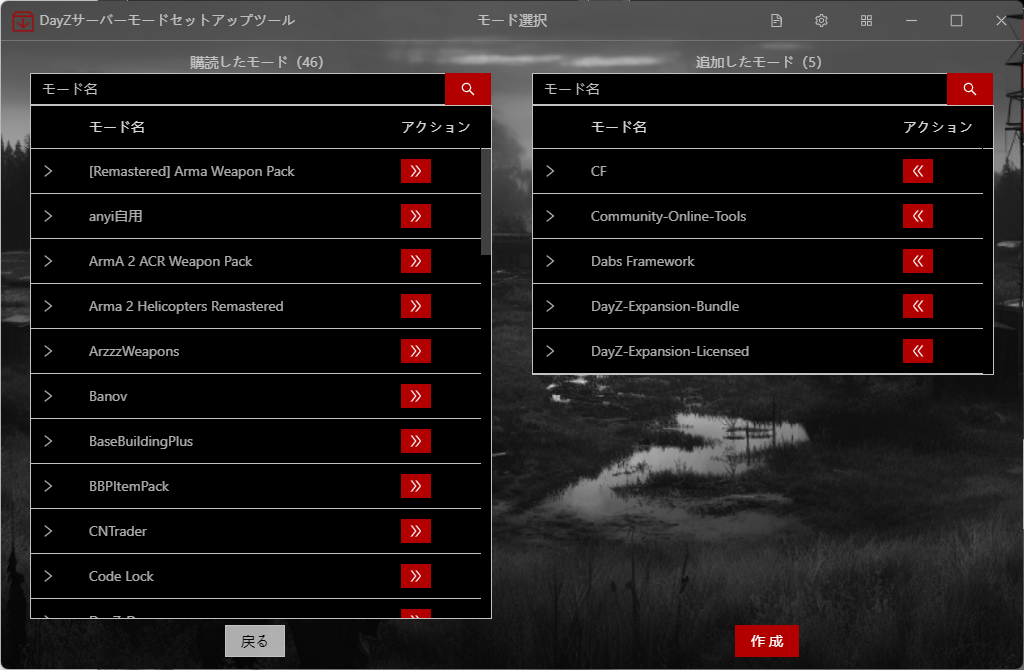 DayZサーバーモードセットアップツール
モード選択
購読したモード（46）
モード名
モード名 アクション
[Remastered] Arma Weapon Pack
anyi自用
ArmA 2 ACR Weapon Pack
Arma 2 Helicopters Remastered
ArzzzWeapons
Banov
BaseBuildingPlus
BBPItemPack
CNTrader
Code Lock
戻る
追加したモード（5）
モード名
モード名 アクション
CF
Community-Online-Tools
Dabs Framework
DayZ-Expansion-Bundle
DayZ-Expansion-Licensed
作 成